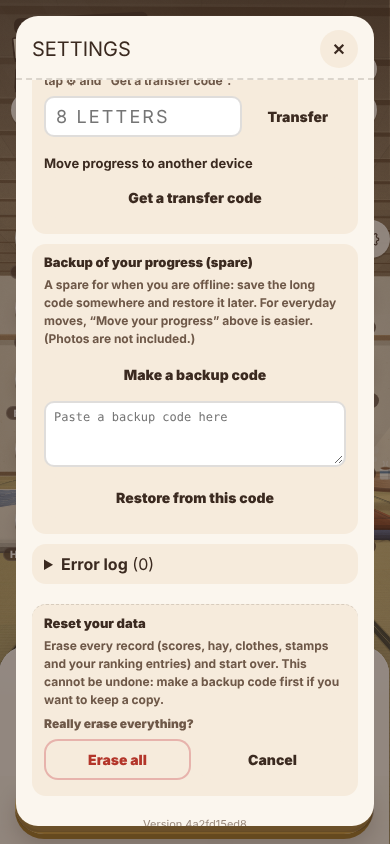 SETTINGS
×
tap ⚙ and “Get a transfer code”.
8 LETTERS
Transfer
Move progress to another device
Get a transfer code
Backup of your progress (spare)
A spare for when you are offline: save the long
code somewhere and restore it later. For everyday
moves, “Move your progress” above is easier.
(Photos are not included.)
Make a backup code
Paste a backup code here
Restore from this code
Error log (0)
Reset your data
Erase every record (scores, hay, clothes, stamps
and your ranking entries) and start over. This
cannot be undone: make a backup code first if you
want to keep a copy.
Really erase everything?
Erase all
Cancel
Version 4a2fd15ed8